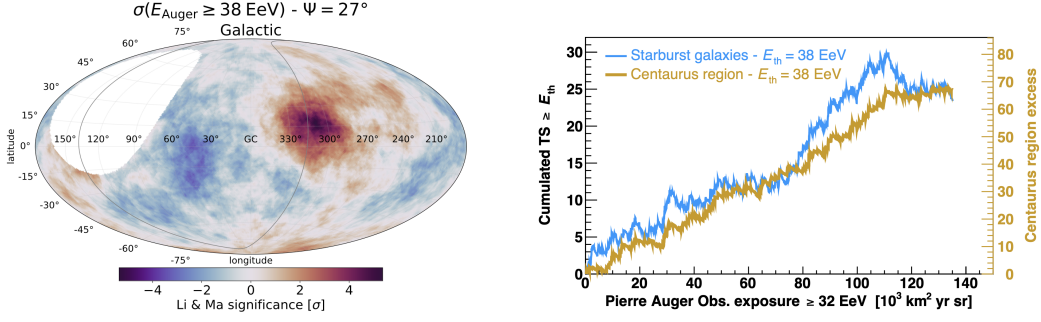 σ(E_Auger ≥ 38 EeV) - Ψ = 27°
Galactic
75°
60°
45°
30°
15°
0°
-15°
-30°
-45°
-60°
-75°
latitude
150° 120° 90° 60° 30° GC 330° 300° 270° 240° 210°
longitude
−4 −2 0 2 4
Li & Ma significance [σ]
Starburst galaxies - E_th = 38 EeV
Centaurus region - E_th = 38 EeV
Cumulated TS ≥ E_th
30
25
20
15
10
5
0
0 20 40 60 80 100 120 140
Pierre Auger Obs. exposure ≥ 32 EeV [10³ km² yr sr]
80
70
60
50
40
30
20
10
0
Centaurus region excess